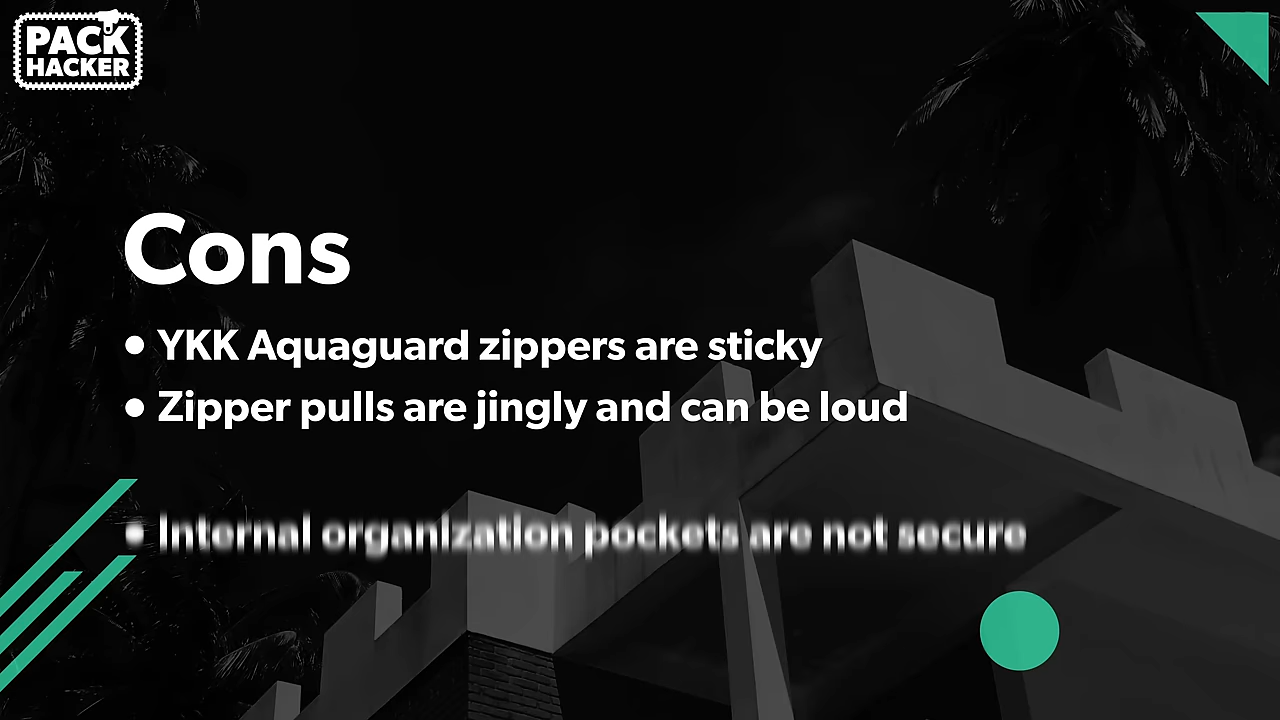 PACK
HACKER
Cons
• YKK Aquaguard zippers are sticky
• Zipper pulls are jingly and can be loud
• Internal organization pockets are not secure